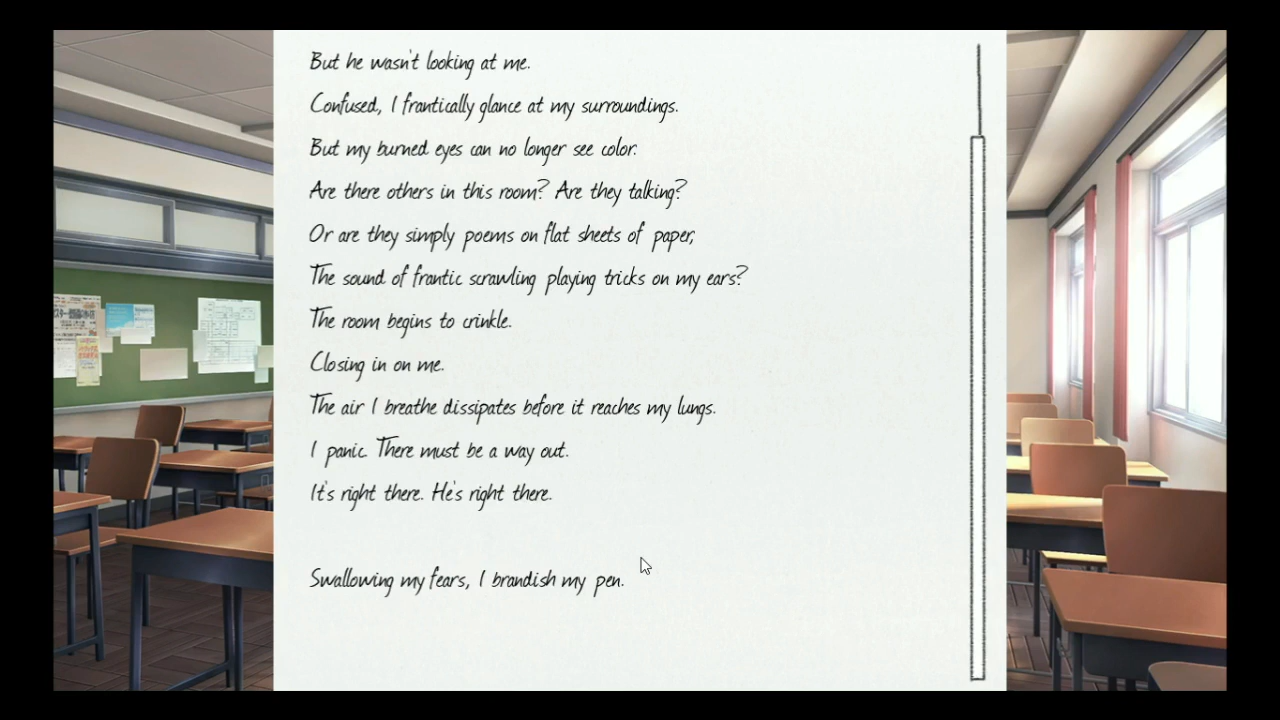 But he wasn't looking at me.
Confused, I frantically glance at my surroundings.
But my burned eyes can no longer see color.
Are there others in this room? Are they talking?
Or are they simply poems on flat sheets of paper,
The sound of frantic scrawling playing tricks on my ears?
The room begins to crinkle.
Closing in on me.
The air I breathe dissipates before it reaches my lungs.
I panic. There must be a way out.
It's right there. He's right there.
Swallowing my fears, I brandish my pen.